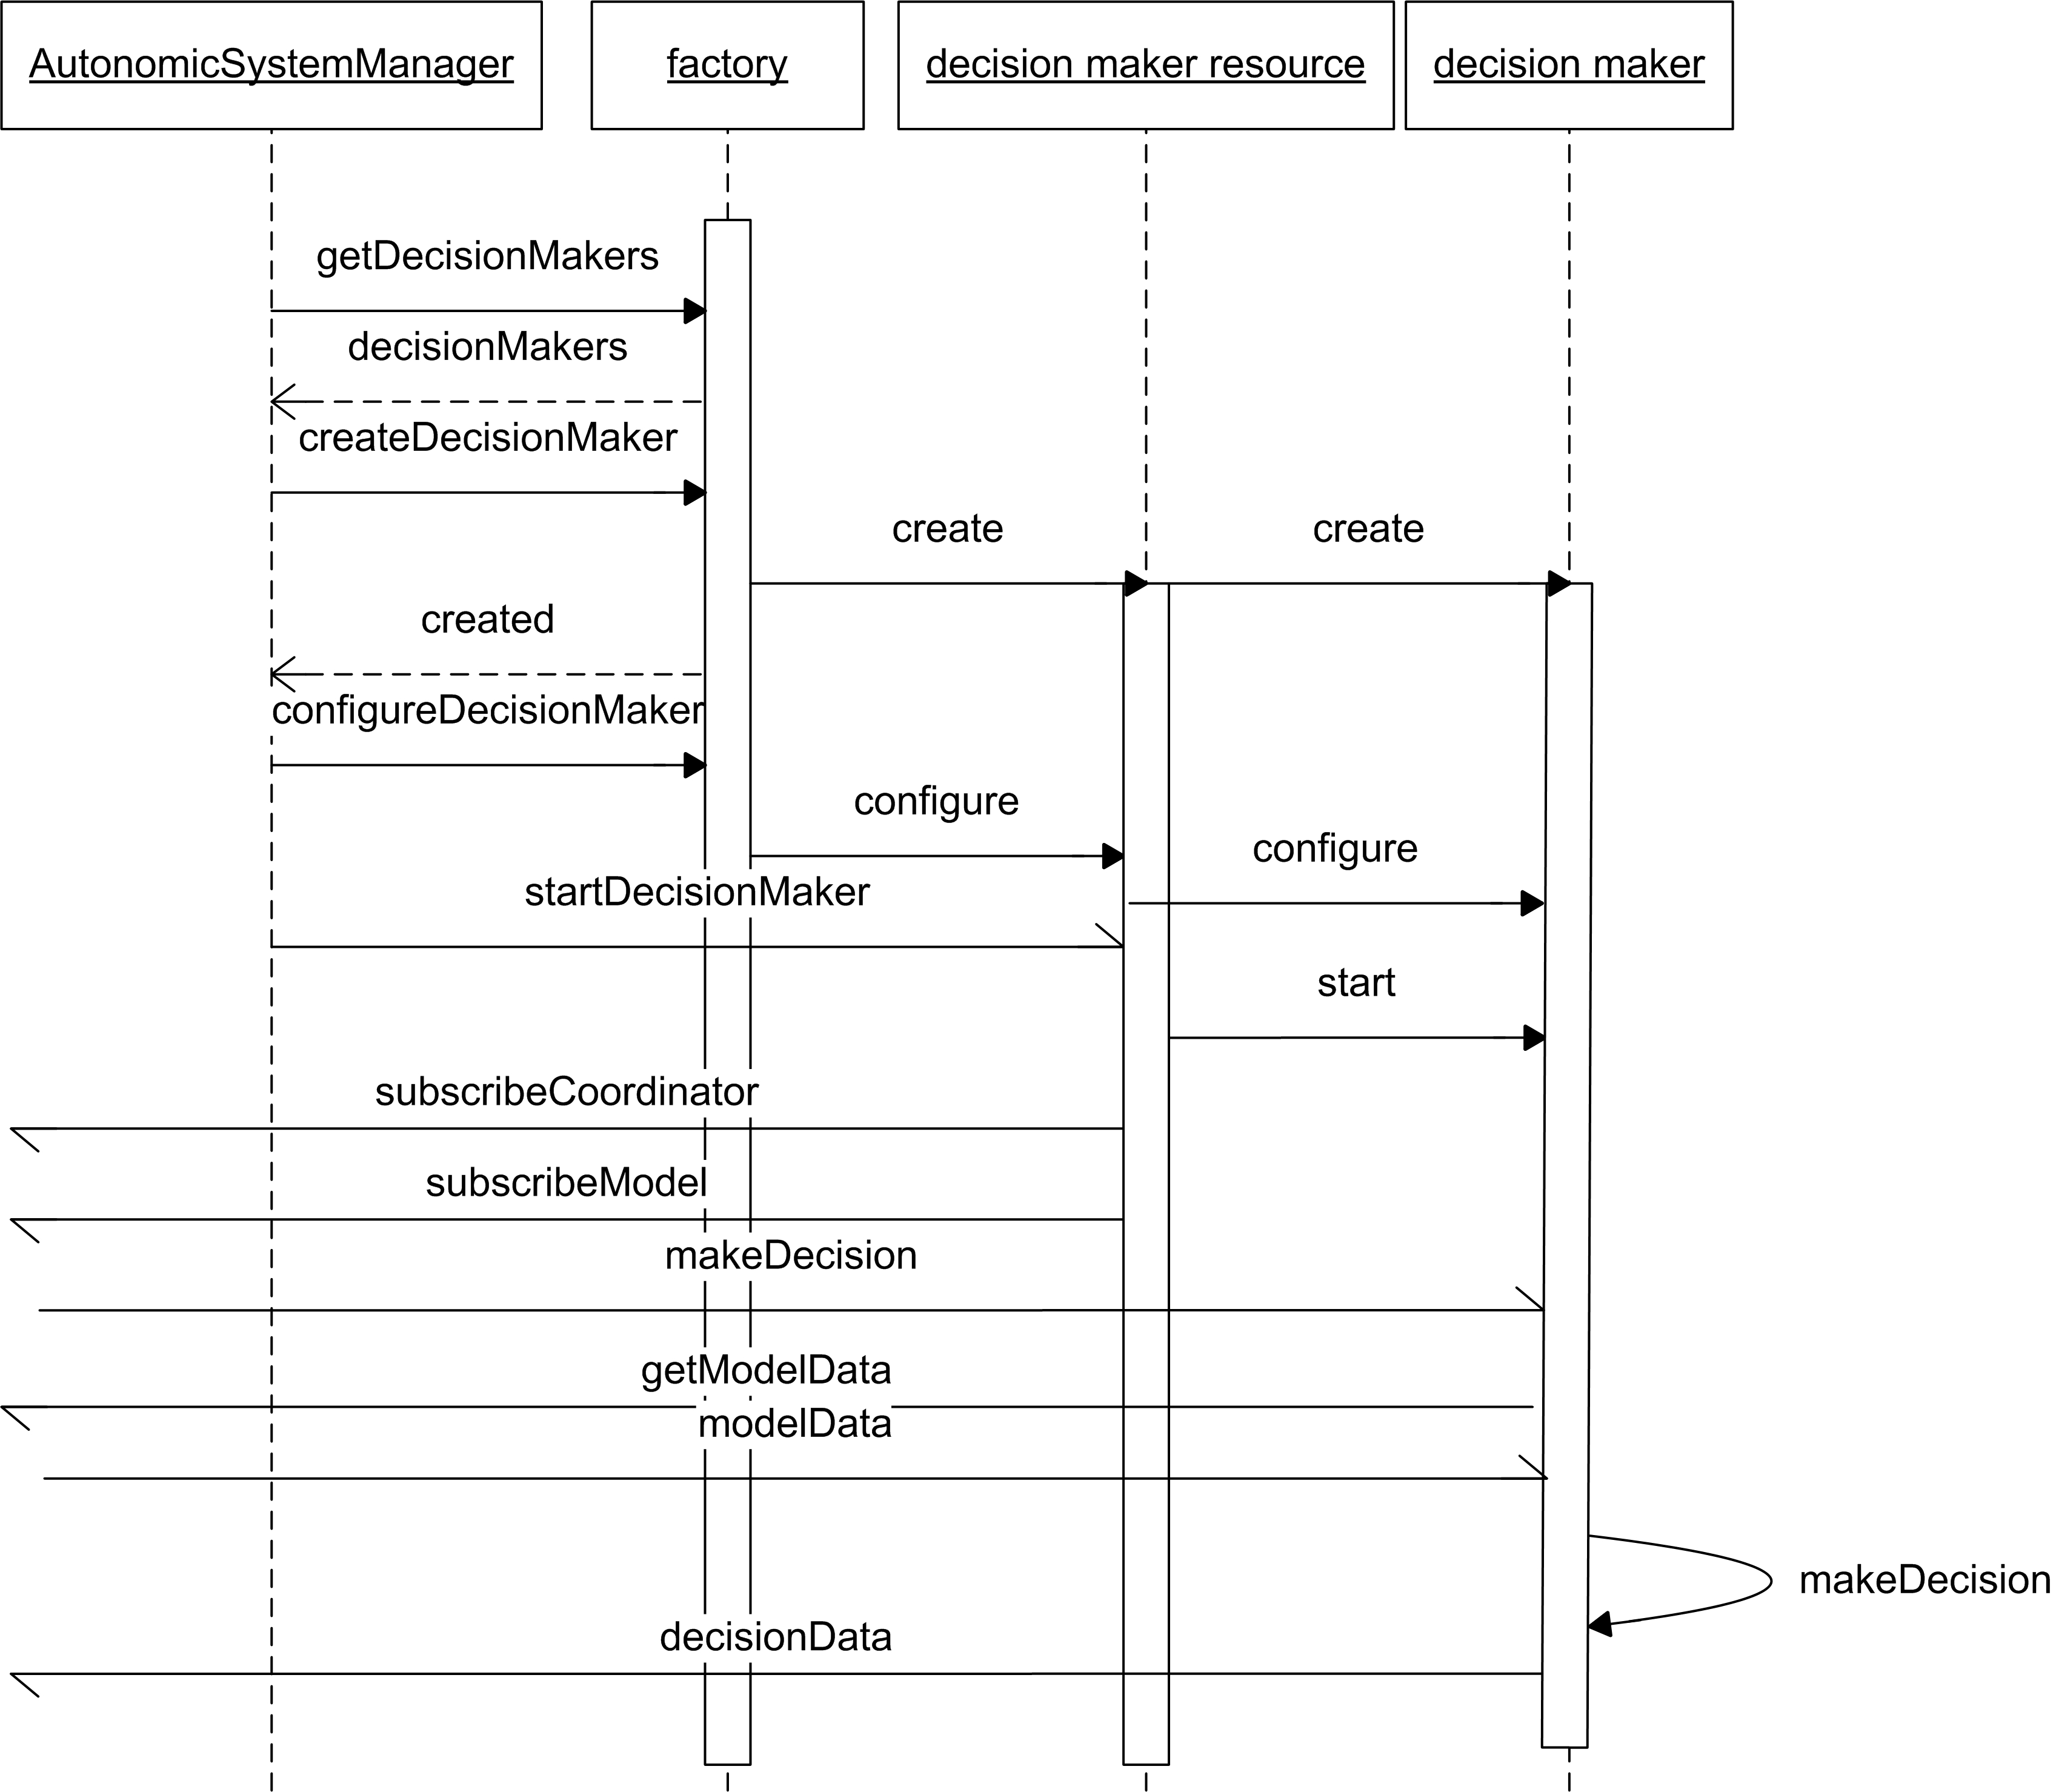 AutonomicSystemManager
factory
decision maker resource
decision maker
getDecisionMakers
decisionMakers
createDecisionMaker
create
create
created
configureDecisionMaker
configure
configure
startDecisionMaker
start
subscribeCoordinator
subscribeModel
makeDecision
getModelData
modelData
makeDecision
decisionData